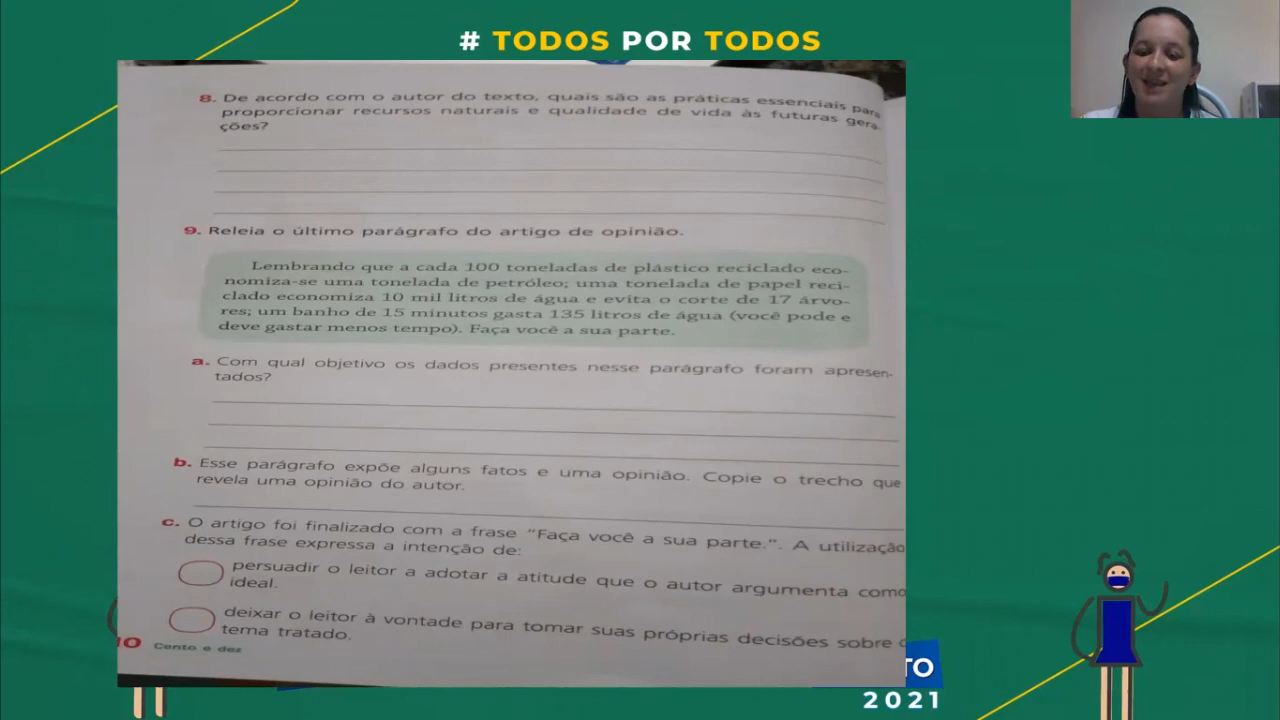 # TODOS POR TODOS
8. De acordo com o autor do texto, quais são as práticas essenciais para
proporcionar recursos naturais e qualidade de vida às futuras gera-
ções?
9. Releia o último parágrafo do artigo de opinião.
Lembrando que a cada 100 toneladas de plástico reciclado eco-
nomiza-se uma tonelada de petróleo; uma tonelada de papel reci-
clado economiza 10 mil litros de água e evita o corte de 17 árvo-
res; um banho de 15 minutos gasta 135 litros de água (você pode e
deve gastar menos tempo). Faça você a sua parte.
a. Com qual objetivo os dados presentes nesse parágrafo foram apresen-
tados?
b. Esse parágrafo expõe alguns fatos e uma opinião. Copie o trecho que
revela uma opinião do autor.
c. O artigo foi finalizado com a frase “Faça você a sua parte.”. A utilização
dessa frase expressa a intenção de:
persuadir o leitor a adotar a atitude que o autor argumenta como
ideal.
deixar o leitor à vontade para tomar suas próprias decisões sobre
tema tratado.
10 Cento e dez
TO
2021